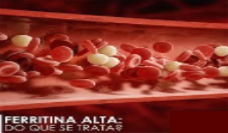 FERRITINA ALTA:
DO QUE SE TRATA?